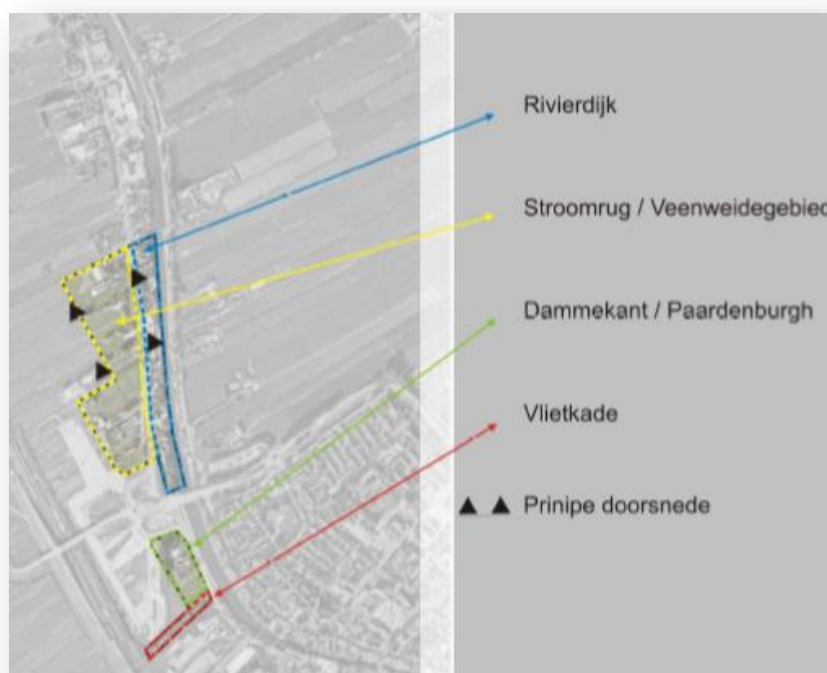 Rivierdijk
Stroomrug / Veenweidegebied
Dammekant / Paardenburgh
Vlietkade
Prinipe doorsnede